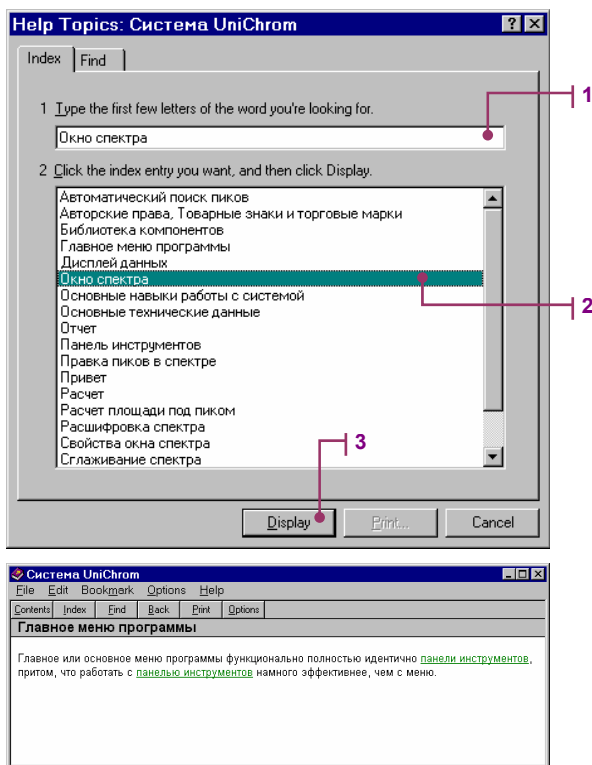 Help Topics: Система UniChrom
Index Find
1 Type the first few letters of the word you're looking for.
1
Окно спектра
2 Click the index entry you want, and then click Display.
Автоматический поиск пиков
Авторские права, Товарные знаки и торговые марки
Библиотека компонентов
Главное меню программы
Дисплей данных
Окно спектра
Основные навыки работы с системой
2
Основные технические данные
Отчет
Панель инструментов
Правка пиков в спектре
Привет
Расчет
Расчет площади под пиком
Расшифровка спектра
3
Свойства окна спектра
Сглаживание спектра
Display Print... Cancel
Система UniChrom
File Edit Bookmark Options Help
Contents Index Find Back Print Options
Главное меню программы
Главное или основное меню программы функционально полностью идентично панели инструментов,
притом, что работать с панелью инструментов намного эффективнее, чем с меню.